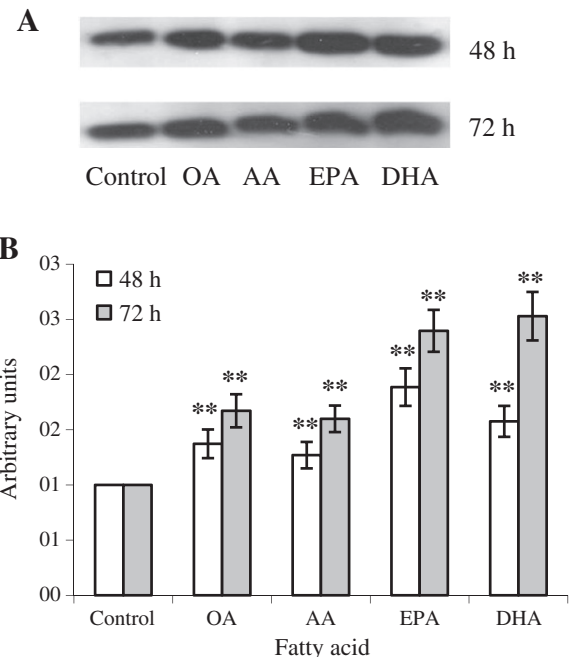 A
48 h
72 h
Control OA AA EPA DHA
B
03
03
02
02
01
01
00
Arbitrary units
48 h
72 h
** **
** **
** **
** **
Control OA AA EPA DHA
Fatty acid